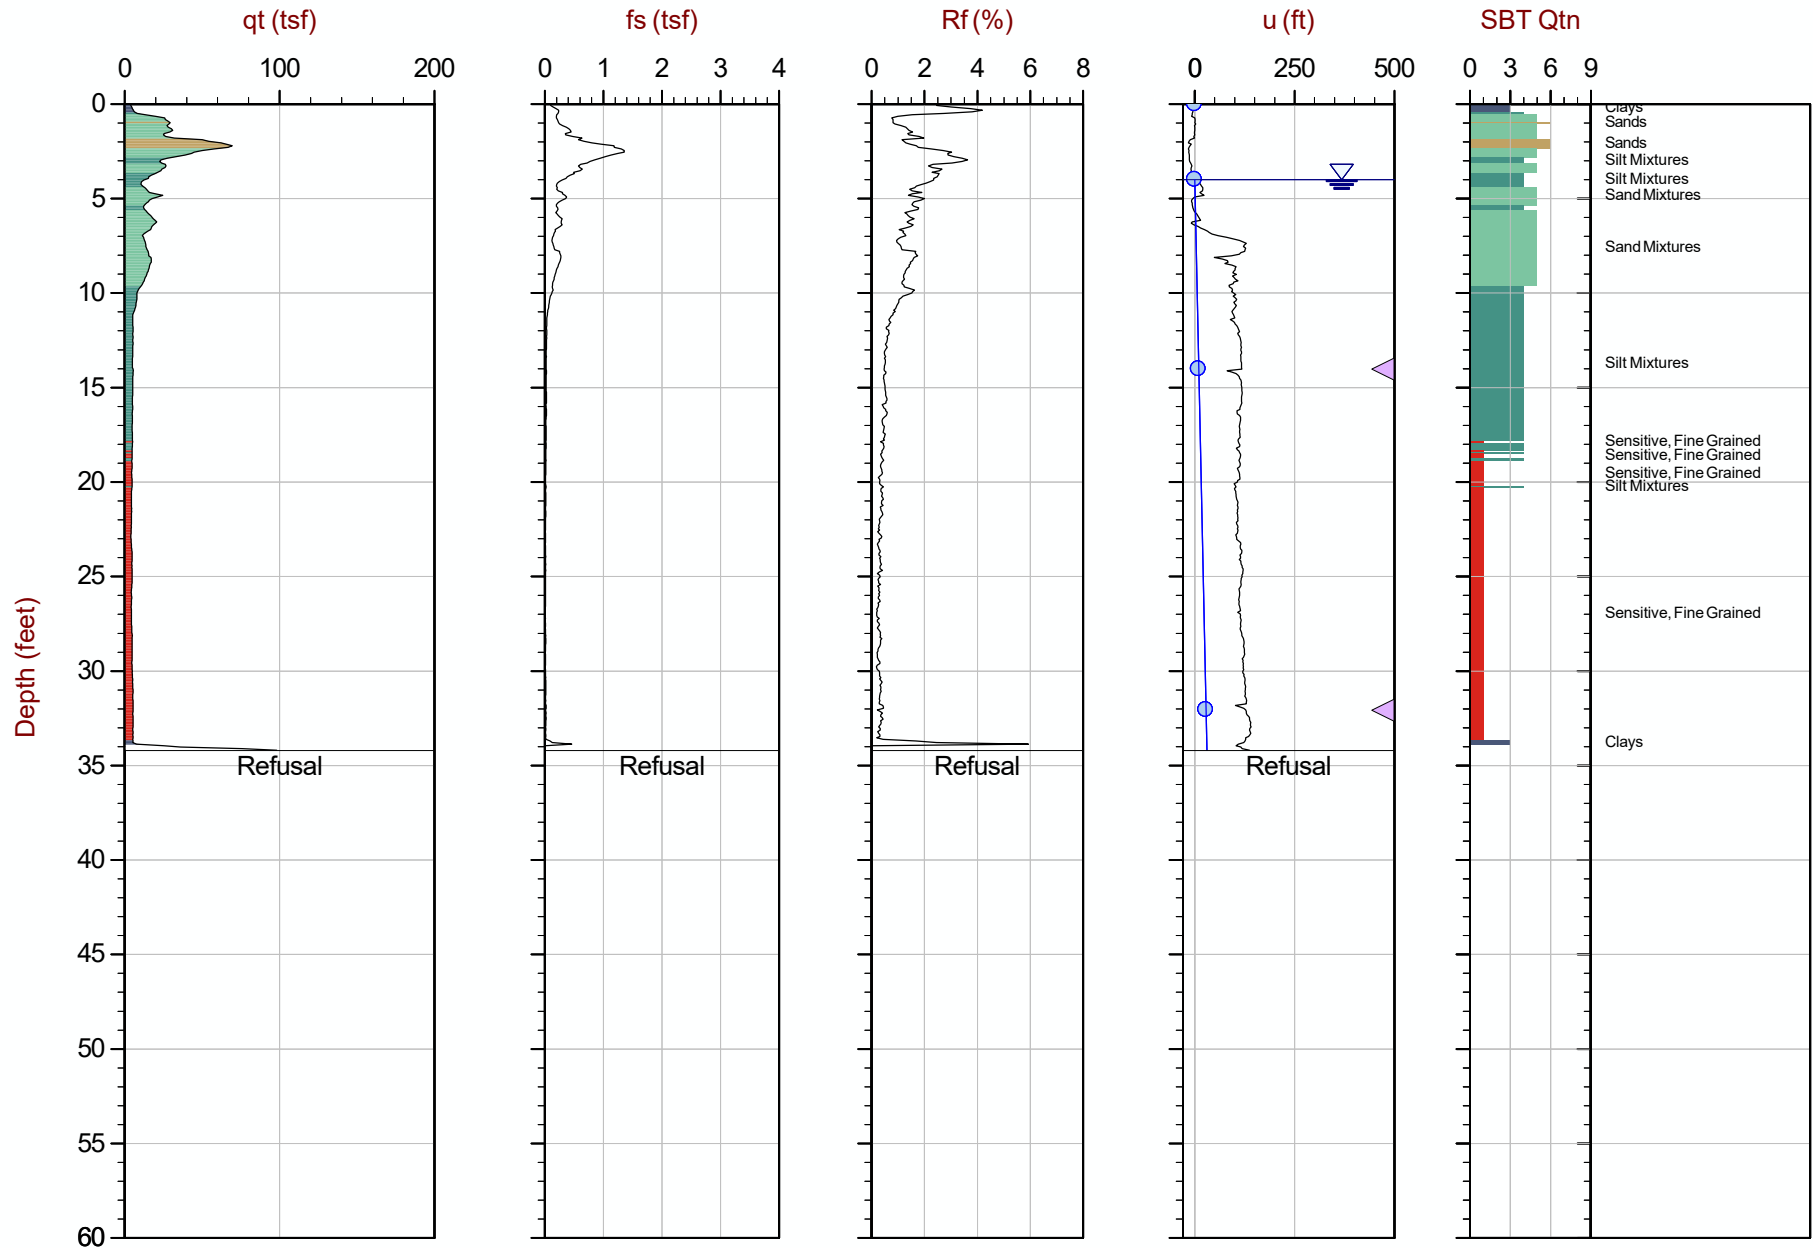 qt (tsf) fs (tsf) Rf (%) u (ft) SBT Qtn
0 100 200 0 1 2 3 4 0 2 4 6 8 0 250 500 0 3 6 9
0
5
10
15
20
25
30
35
40
45
50
55
60
Depth (feet)
Refusal Refusal Refusal Refusal
Clays
Sands
Sands
Silt Mixtures
Silt Mixtures
Sand Mixtures
Sand Mixtures
Silt Mixtures
Sensitive, Fine Grained
Sensitive, Fine Grained
Sensitive, Fine Grained
Silt Mixtures
Sensitive, Fine Grained
Clays